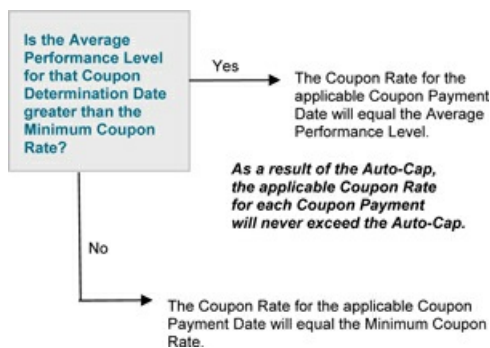 Is the Average
Performance Level
for that Coupon
Determination Date
greater than the
Minimum Coupon
Rate?
Yes
The Coupon Rate for the
applicable Coupon Payment
Date will equal the Average
Performance Level.
As a result of the Auto-Cap,
the applicable Coupon Rate
for each Coupon Payment
will never exceed the Auto-Cap.
No
The Coupon Rate for the applicable Coupon
Payment Date will equal the Minimum Coupon
Rate.